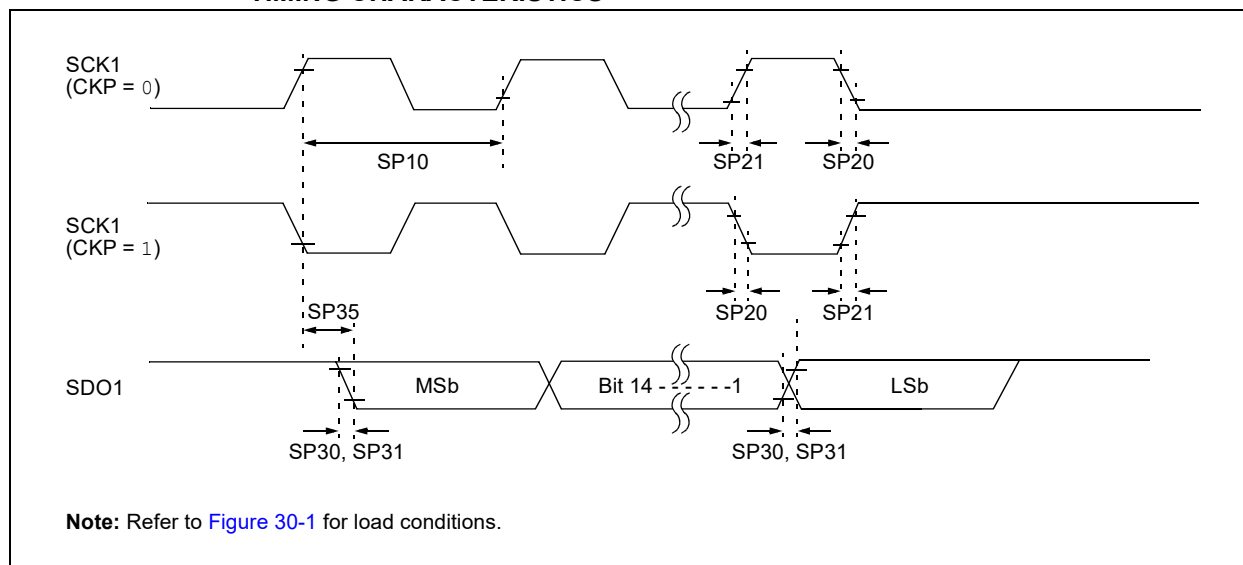 SCK1
(CKP = 0)
SP10
SP21
SP20
SCK1
(CKP = 1)
SP20
SP21
SP35
SDO1
MSb
Bit 14 - - - - - -1
LSb
SP30, SP31
SP30, SP31
Note: Refer to Figure 30-1 for load conditions.